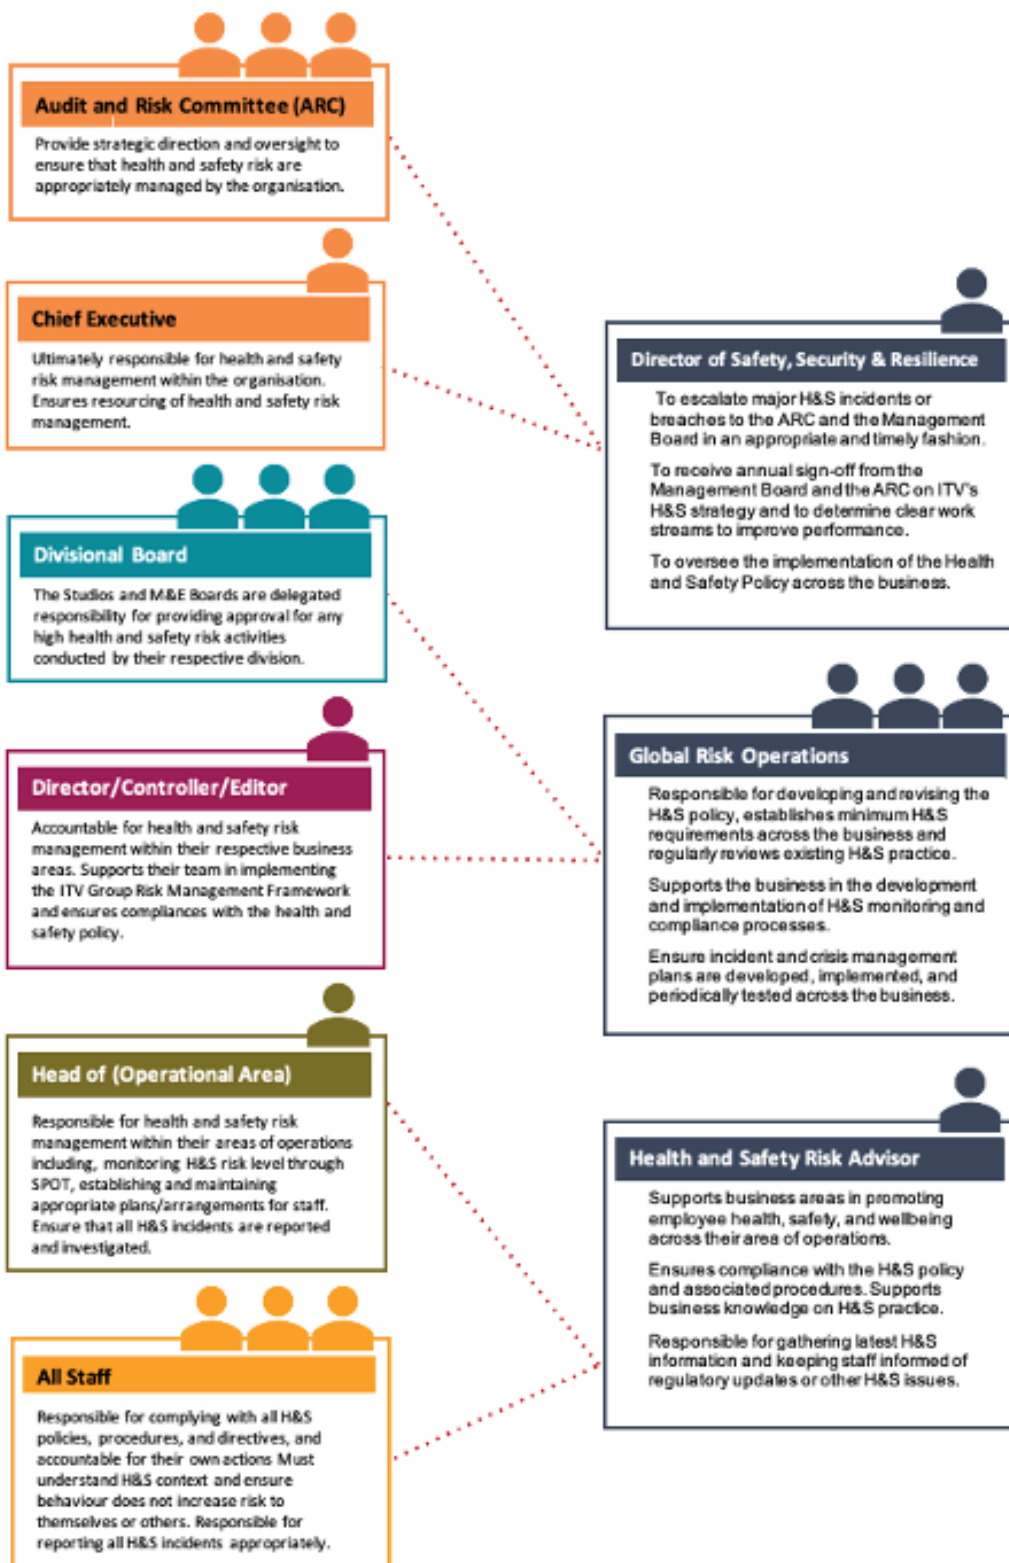 Audit and Risk Committee (ARC)
Provide strategic direction and oversight to
ensure that health and safety risk are
appropriately managed by the organisation.
Chief Executive
Ultimately responsible for health and safety
risk management within the organisation.
Ensures resourcing of health and safety risk
management.
Divisional Board
The Studios and M&E Boards are delegated
responsibility for providing approval for any
high health and safety risk activities
conducted by their respective division.
Director/Controller/Editor
Accountable for health and safety risk
management within their respective business
areas. Supports their team in implementing
the ITV Group Risk Management Framework
and ensures compliances with the health and
safety policy.
Head of (Operational Area)
Responsible for health and safety risk
management within their areas of operations
including, monitoring H&S risk level through
SPOT, establishing and maintaining
appropriate plans/arrangements for staff.
Ensure that all H&S incidents are reported
and investigated.
All Staff
Responsible for complying with all H&S
policies, procedures, and directives, and
accountable for their own actions Must
understand H&S context and ensure
behaviour does not increase risk to
themselves or others. Responsible for
reporting all H&S incidents appropriately.
Director of Safety, Security & Resilience
To escalate major H&S incidents or
breaches to the ARC and the Management
Board in an appropriate and timely fashion.
To receive annual sign-off from the
Management Board and the ARC on ITV's
H&S strategy and to determine clear work
streams to improve performance.
To oversee the implementation of the Health
and Safety Policy across the business.
Global Risk Operations
Responsible for developing and revising the
H&S policy, establishes minimum H&S
requirements across the business and
regularly reviews existing H&S practice.
Supports the business in the development
and implementation of H&S monitoring and
compliance processes.
Ensure incident and crisis management
plans are developed, implemented, and
periodically tested across the business.
Health and Safety Risk Advisor
Supports business areas in promoting
employee health, safety, and wellbeing
across their area of operations.
Ensures compliance with the H&S policy
and associated procedures. Supports
business knowledge on H&S practice.
Responsible for gathering latest H&S
information and keeping staff informed of
regulatory updates or other H&S issues.